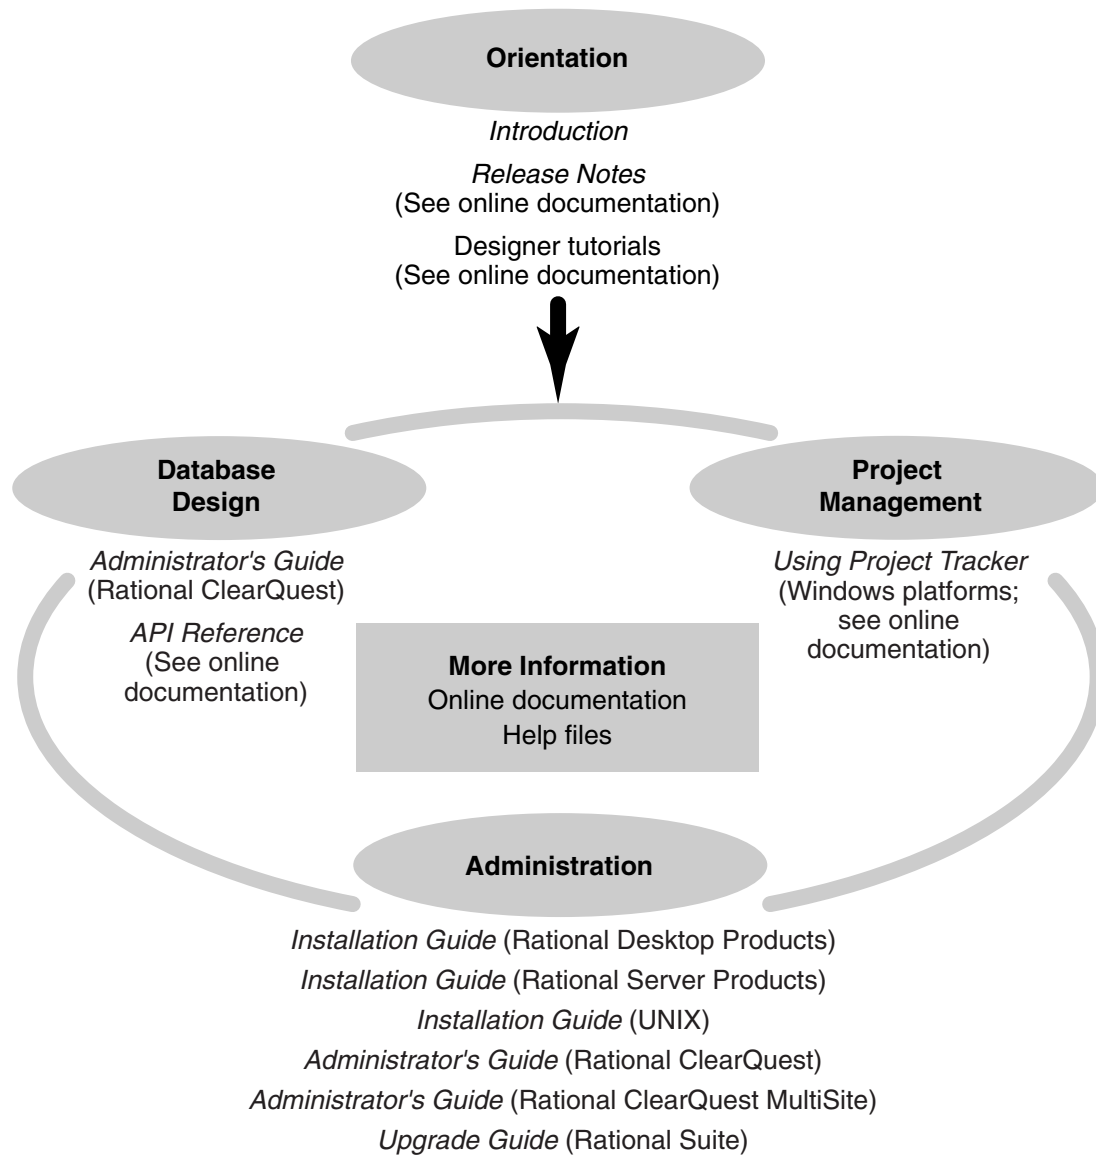 Orientation
Introduction
Release Notes
(See online documentation)
Designer tutorials
(See online documentation)
Database
Design
Administrator's Guide
(Rational ClearQuest)
API Reference
(See online
documentation)
Project
Management
Using Project Tracker
(Windows platforms;
see online
documentation)
More Information
Online documentation
Help files
Administration
Installation Guide (Rational Desktop Products)
Installation Guide (Rational Server Products)
Installation Guide (UNIX)
Administrator's Guide (Rational ClearQuest)
Administrator's Guide (Rational ClearQuest MultiSite)
Upgrade Guide (Rational Suite)